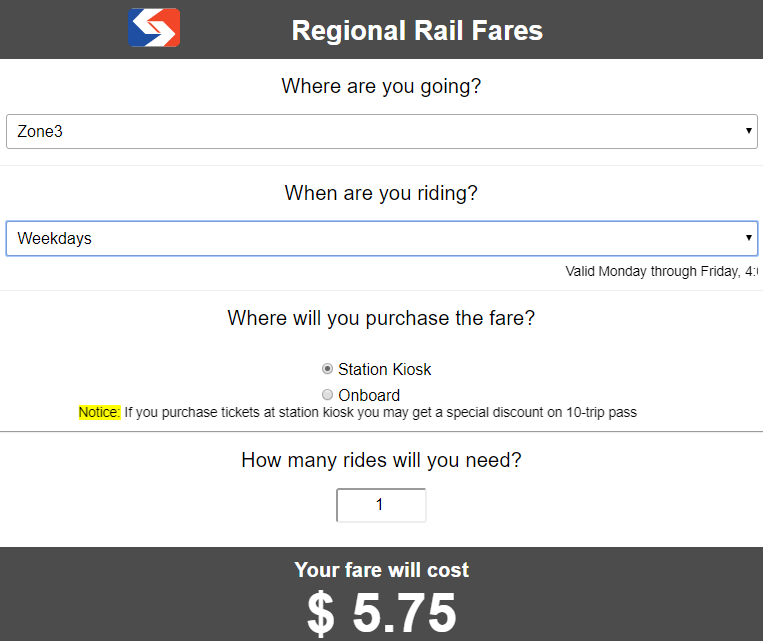 Regional Rail Fares
Where are you going?
Zone3
When are you riding?
Weekdays
Valid Monday through Friday, 4:
Where will you purchase the fare?
Station Kiosk
Onboard
Notice: If you purchase tickets at station kiosk you may get a special discount on 10-trip pass
How many rides will you need?
1
Your fare will cost
$ 5.75